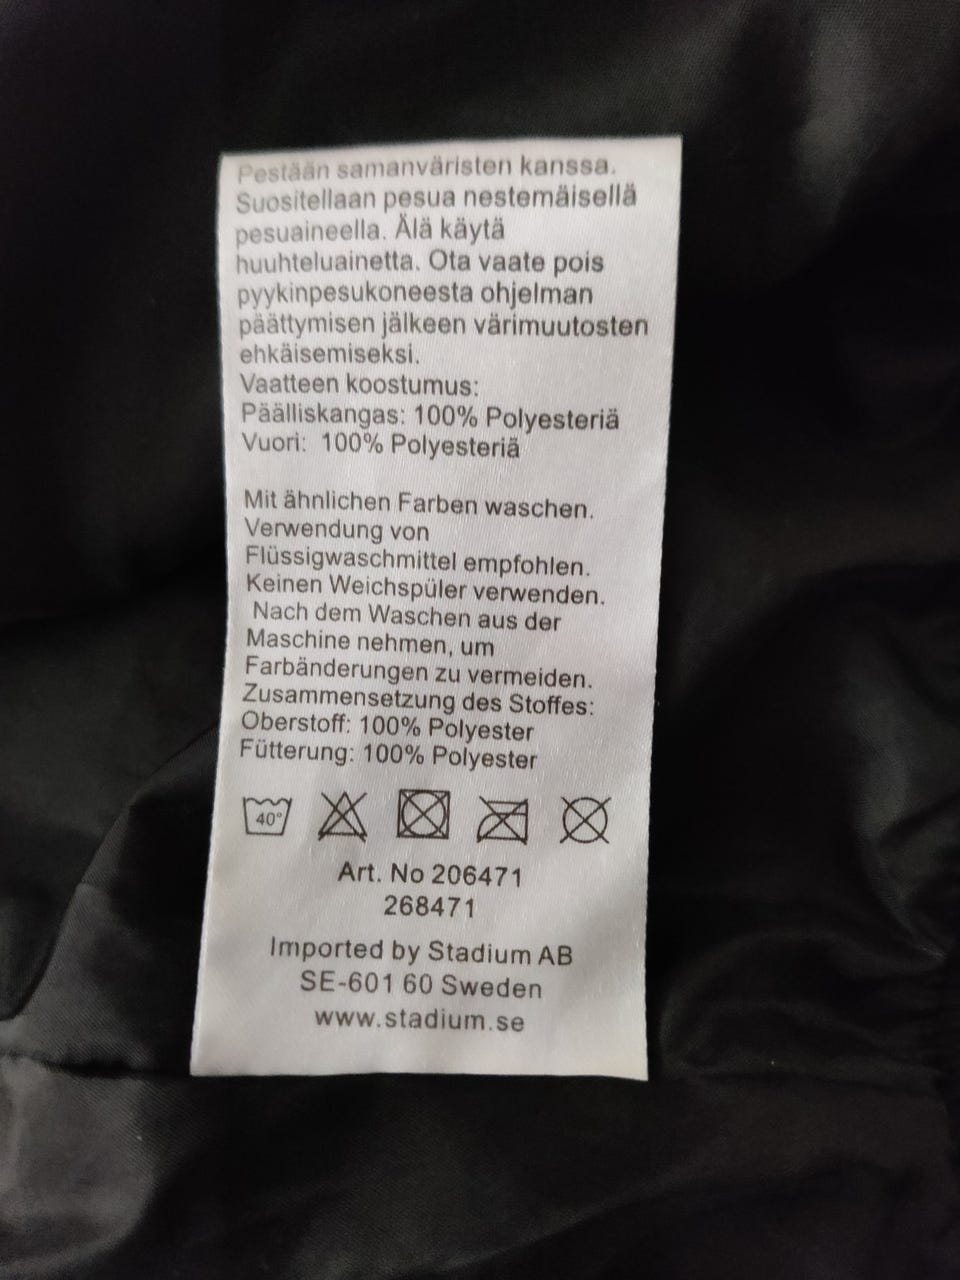 Pestään samanväristen kanssa.
Suositellaan pesua nestemäisellä
pesuaineella. Älä käytä
huuhteluainetta. Ota vaate pois
pyykinpesukoneesta ohjelman
päättymisen jälkeen värimuutosten
ehkäisemiseksi.
Vaatteen koostumus:
Päälliskangas: 100% Polyesteriä
Vuori: 100% Polyesteriä
Mit ähnlichen Farben waschen.
Verwendung von
Flüssigwaschmittel empfohlen.
Keinen Weichspüler verwenden.
Nach dem Waschen aus der
Maschine nehmen, um
Farbänderungen zu vermeiden.
Zusammensetzung des Stoffes:
Oberstoff: 100% Polyester
Fütterung: 100% Polyester
40°
Art. No 206471
268471
Imported by Stadium AB
SE-601 60 Sweden
www.stadium.se